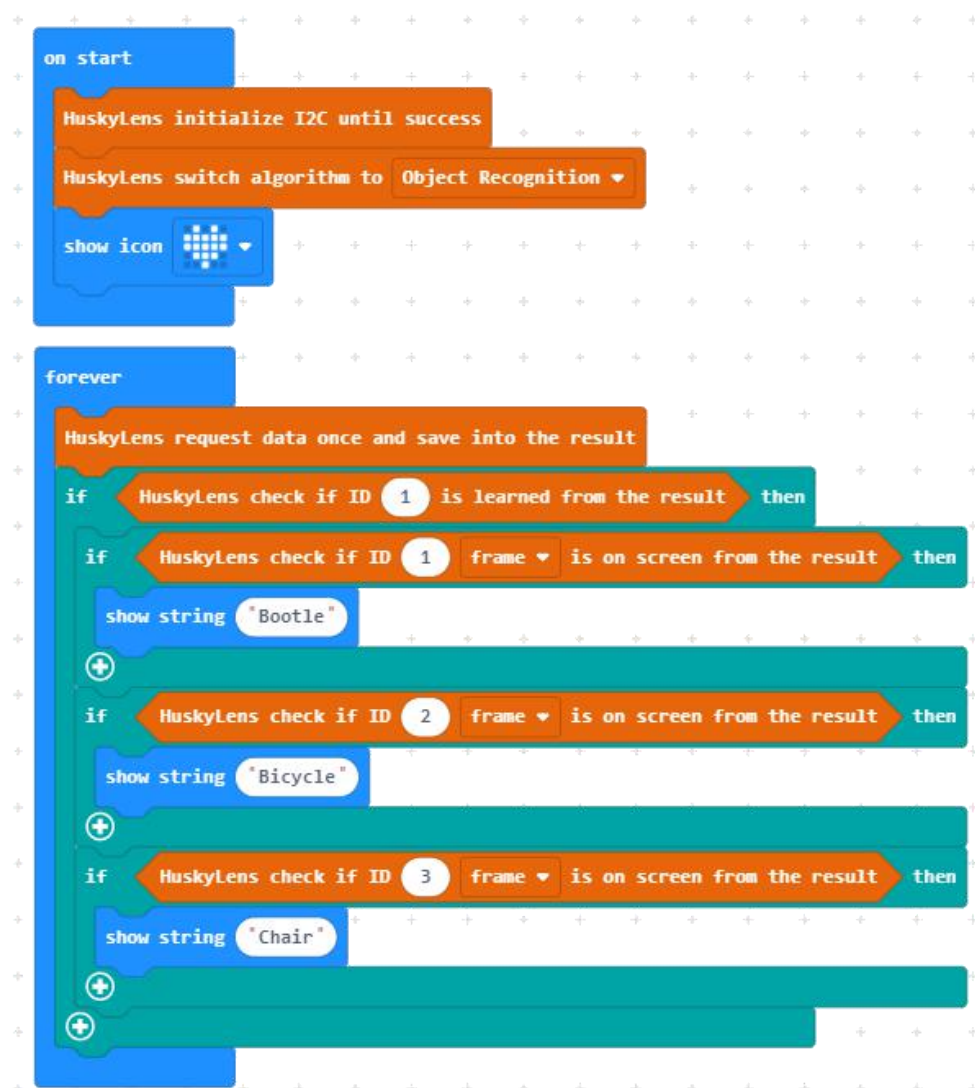 on start
HuskyLens initialize I2C until success
HuskyLens switch algorithm to Object Recognition
show icon
forever
HuskyLens request data once and save into the result
if HuskyLens check if ID 1 is learned from the result then
if HuskyLens check if ID 1 frame is on screen from the result then
show string "Bootle"
if HuskyLens check if ID 2 frame is on screen from the result then
show string "Bicycle"
if HuskyLens check if ID 3 frame is on screen from the result then
show string "Chair"